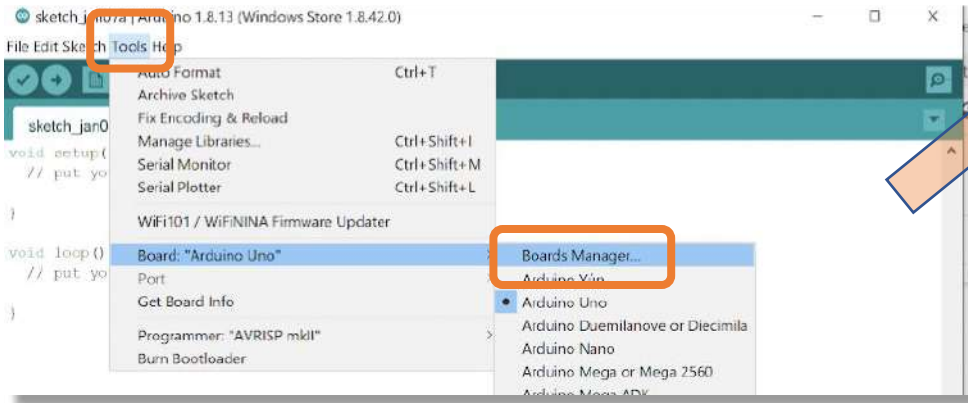 sketch_jan07a | Arduino 1.8.13 (Windows Store 1.8.42.0)
File Edit Sketch Tools Help
Auto Format Ctrl+T
Archive Sketch
Fix Encoding & Reload
sketch_jan0
Manage Libraries... Ctrl+Shift+I
void setup(
Serial Monitor Ctrl+Shift+M
// put yo
Serial Plotter Ctrl+Shift+L
}
WiFi101 / WiFiNINA Firmware Updater
void loop() Board: "Arduino Uno" > Boards Manager...
// put yo Port Arduino Yún
Get Board Info Arduino Uno
}
Arduino Duemilanove or Diecimila
Programmer: "AVRISP mkII" >
Arduino Nano
Burn Bootloader
Arduino Mega or Mega 2560
Arduino Mega ADK